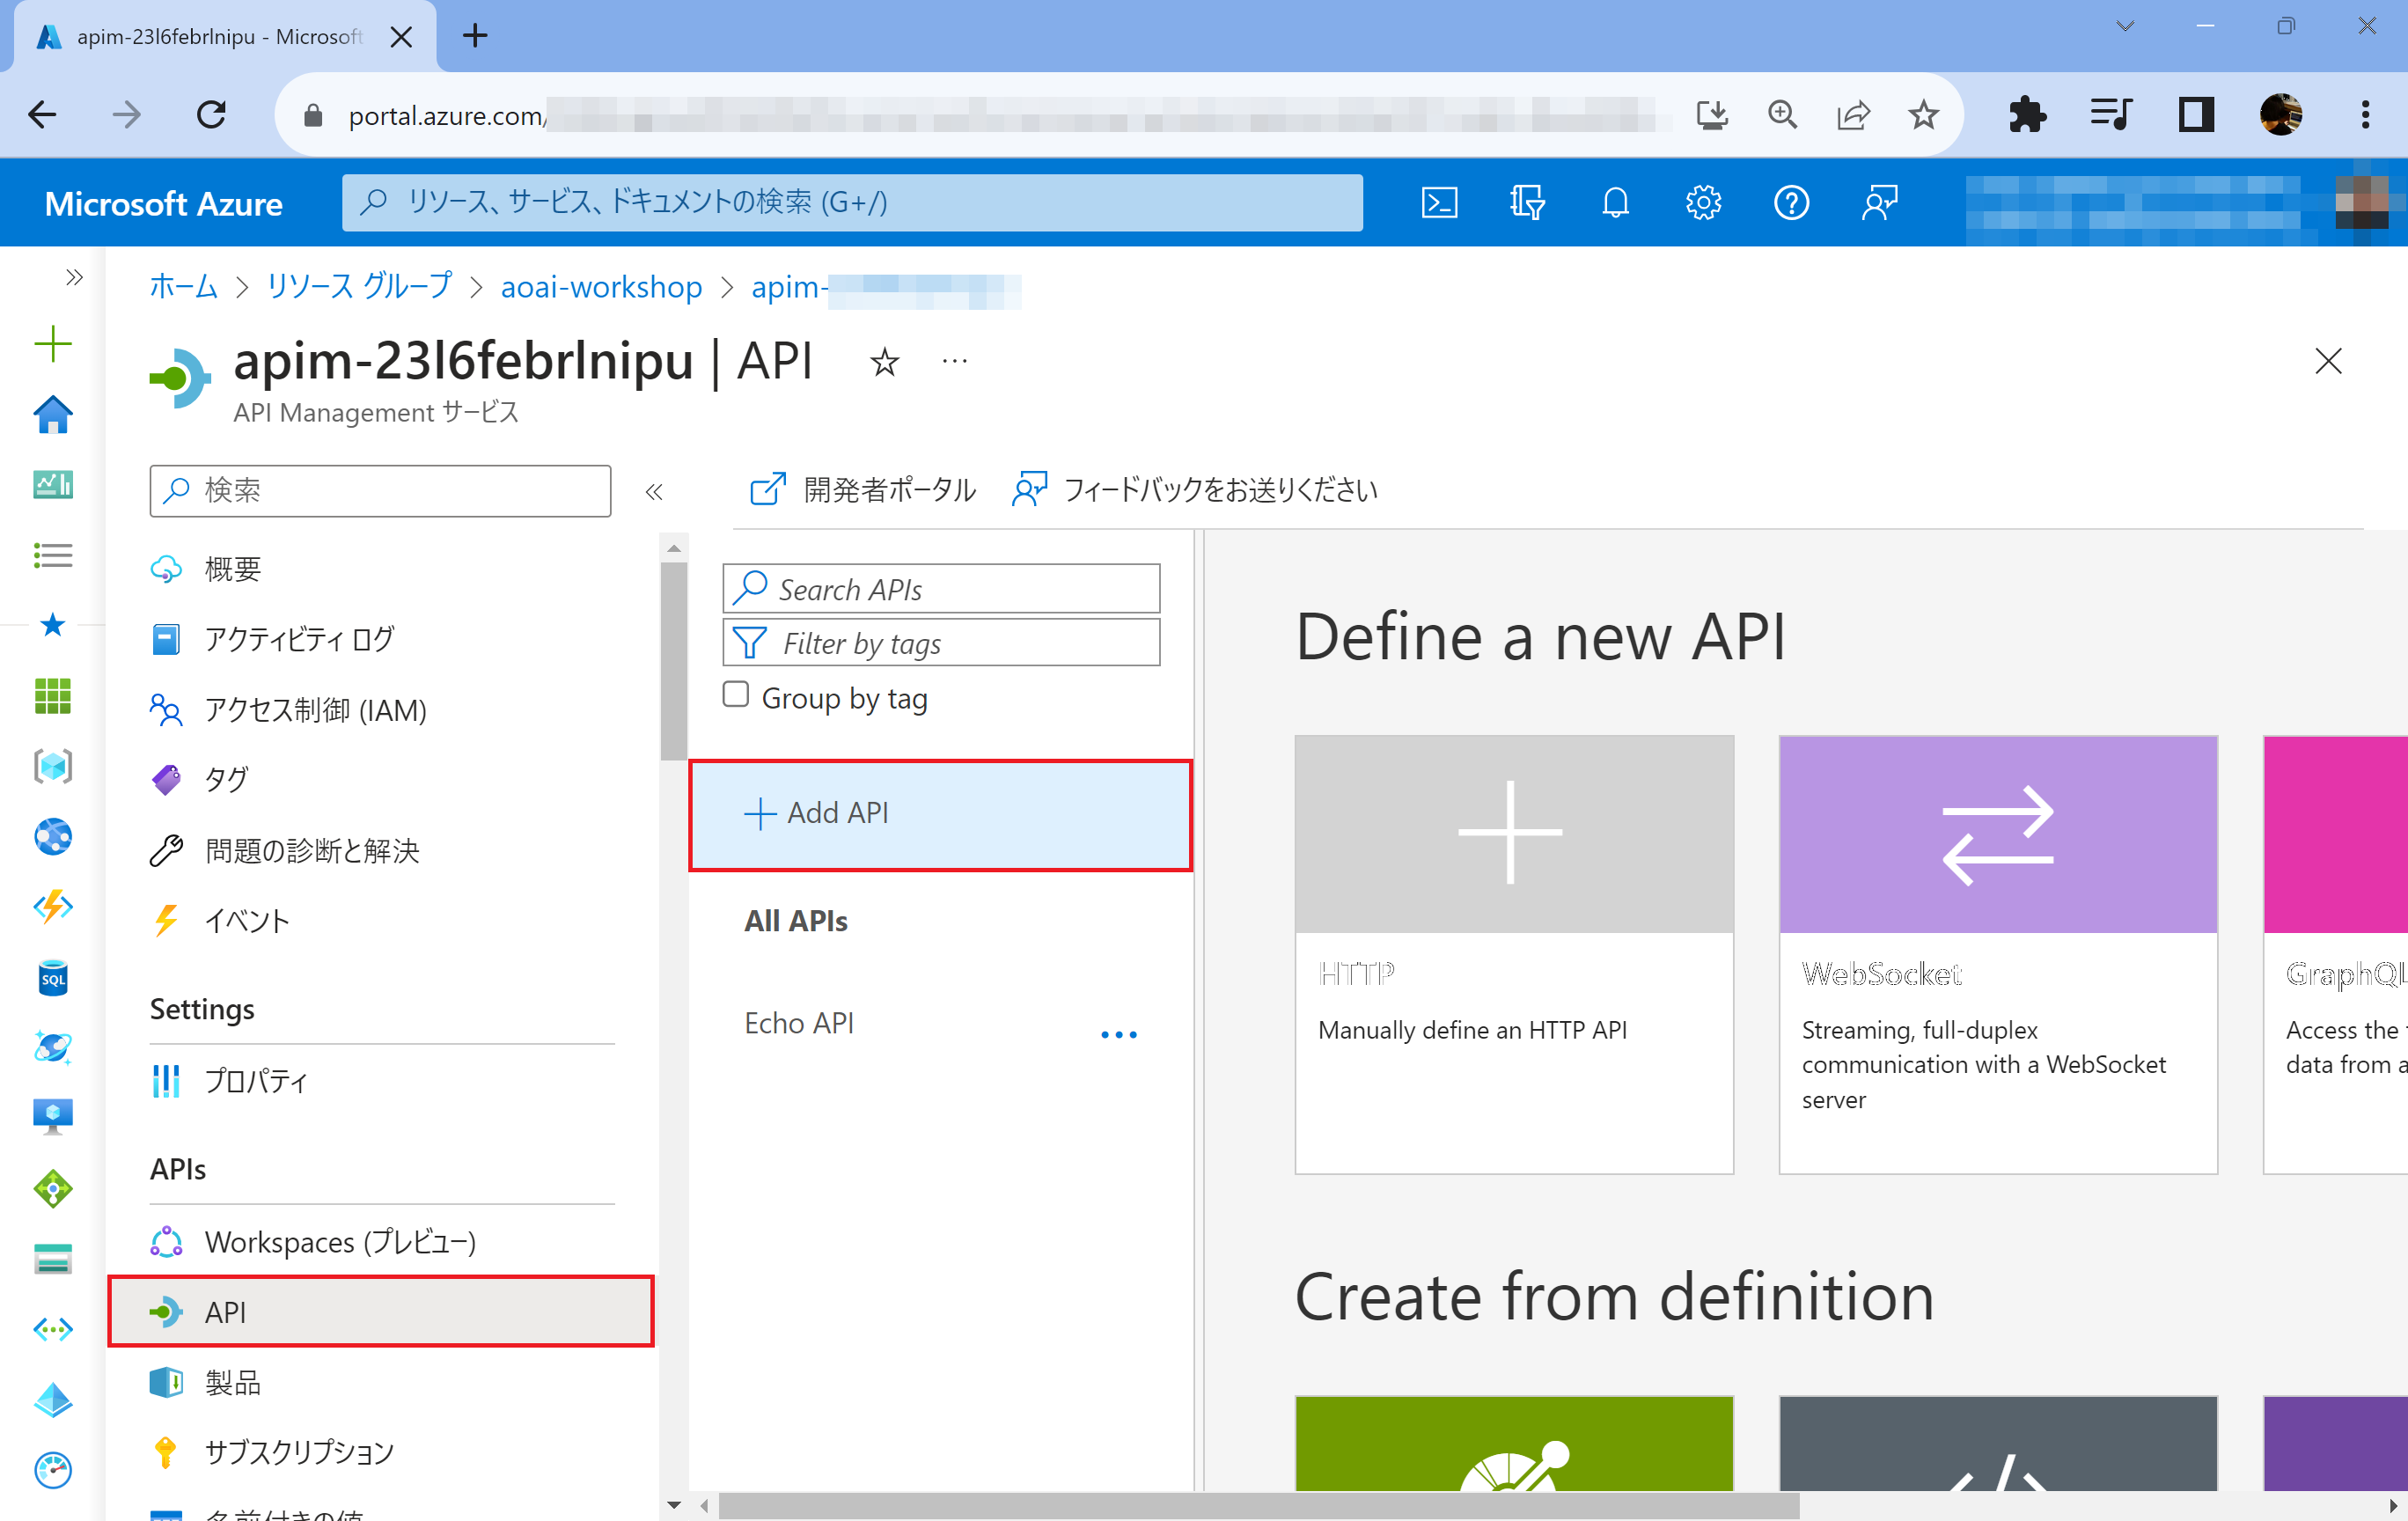 apim-23l6febrlnipu - Microsoft
portal.azure.com/
Microsoft Azure
リソース、サービス、ドキュメントの検索 (G+/)
ホーム > リソース グループ > aoai-workshop > apim-
apim-23l6febrlnipu | API
API Management サービス
検索
開発者ポータル
フィードバックをお送りください
概要
アクティビティ ログ
アクセス制御 (IAM)
タグ
問題の診断と解決
イベント
Settings
プロパティ
APIs
Workspaces (プレビュー)
API
製品
サブスクリプション
名前付きの値
SQL
Search APIs
Filter by tags
Group by tag
Add API
All APIs
Echo API
Define a new API
HTTP
Manually define an HTTP API
WebSocket
Streaming, full-duplex
communication with a WebSocket
server
GraphQL
Access the
data from a
Create from definition